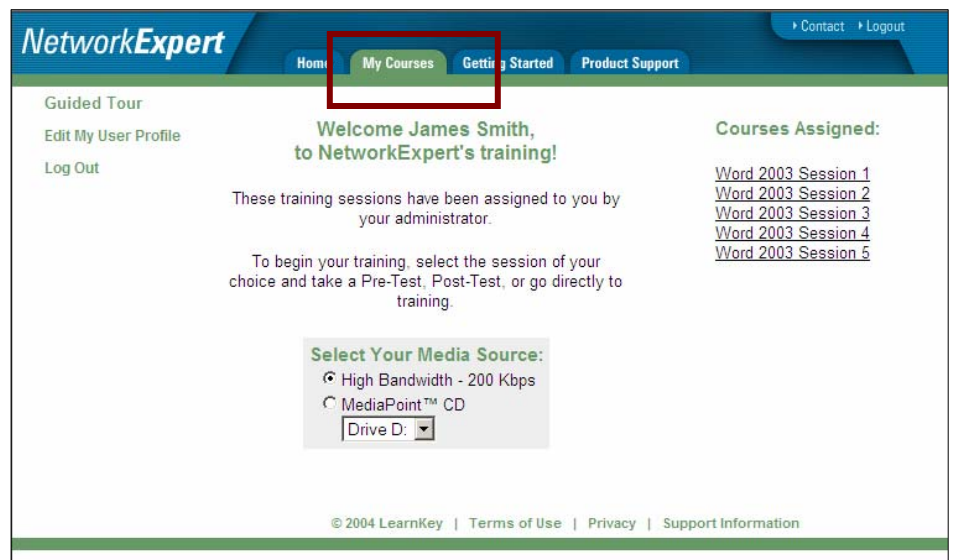 NetworkExpert
Contact Logout
Home My Courses Getting Started Product Support
Guided Tour
Edit My User Profile
Log Out
Welcome James Smith,
to NetworkExpert's training!
These training sessions have been assigned to you by
your administrator.
To begin your training, select the session of your
choice and take a Pre-Test, Post-Test, or go directly to
training.
Select Your Media Source:
High Bandwidth - 200 Kbps
MediaPoint™ CD
Drive D:
Courses Assigned:
Word 2003 Session 1
Word 2003 Session 2
Word 2003 Session 3
Word 2003 Session 4
Word 2003 Session 5
© 2004 LearnKey | Terms of Use | Privacy | Support Information